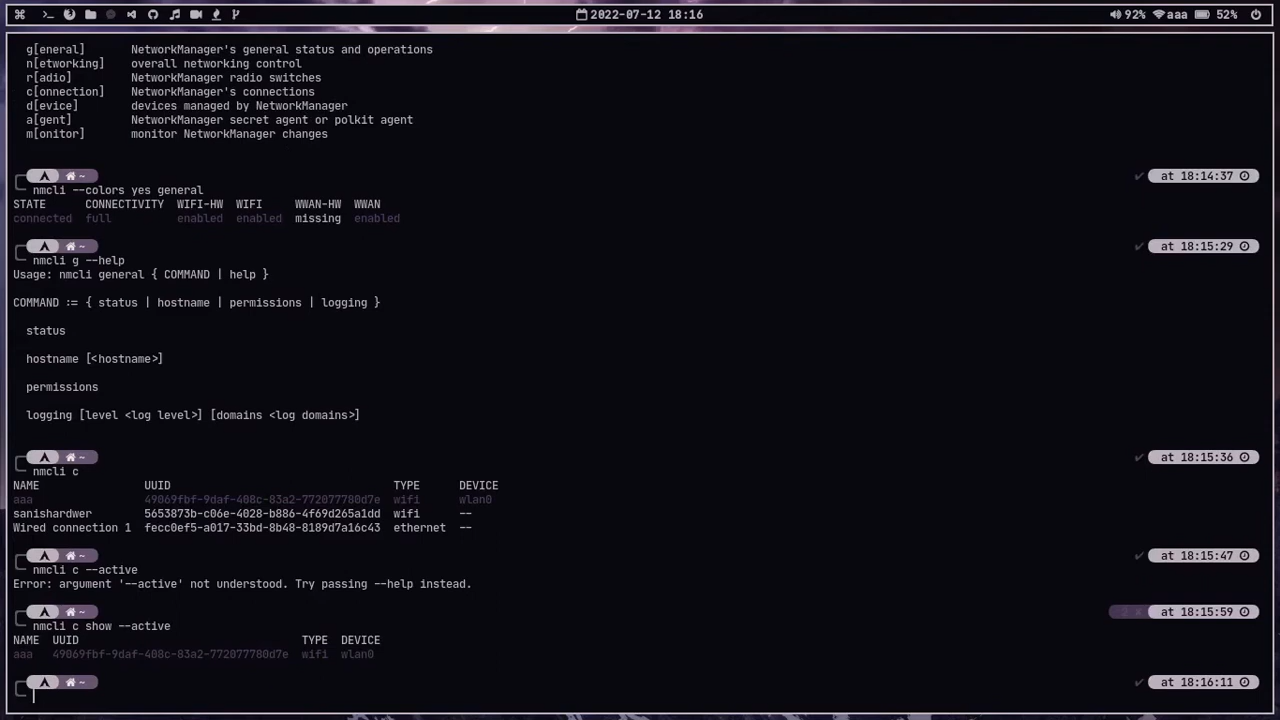 2022-07-12 18:16
92% aaa 52%
g[eneral] NetworkManager's general status and operations
n[etworking] overall networking control
r[adio] NetworkManager radio switches
c[onnection] NetworkManager's connections
d[evice] devices managed by NetworkManager
a[gent] NetworkManager secret agent or polkit agent
m[onitor] monitor NetworkManager changes
~ ✔ at 18:14:37
nmcli --colors yes general
STATE CONNECTIVITY WIFI-HW WIFI WWAN-HW WWAN
connected full enabled enabled missing enabled
~ ✔ at 18:15:29
nmcli g --help
Usage: nmcli general { COMMAND | help }
COMMAND := { status | hostname | permissions | logging }
status
hostname [<hostname>]
permissions
logging [level <log level>] [domains <log domains>]
~ ✔ at 18:15:36
nmcli c
NAME UUID TYPE DEVICE
aaa 49069fbf-9daf-408c-83a2-772077780d7e wifi wlan0
sanishardwer 5653873b-c06e-4028-b886-4f69d265a1dd wifi --
Wired connection 1 fecc0ef5-a017-33bd-8b48-8189d7a16c43 ethernet --
~ ✔ at 18:15:47
nmcli c --active
Error: argument '--active' not understood. Try passing --help instead.
~ 2 ✘ at 18:15:59
nmcli c show --active
NAME UUID TYPE DEVICE
aaa 49069fbf-9daf-408c-83a2-772077780d7e wifi wlan0
~ ✔ at 18:16:11